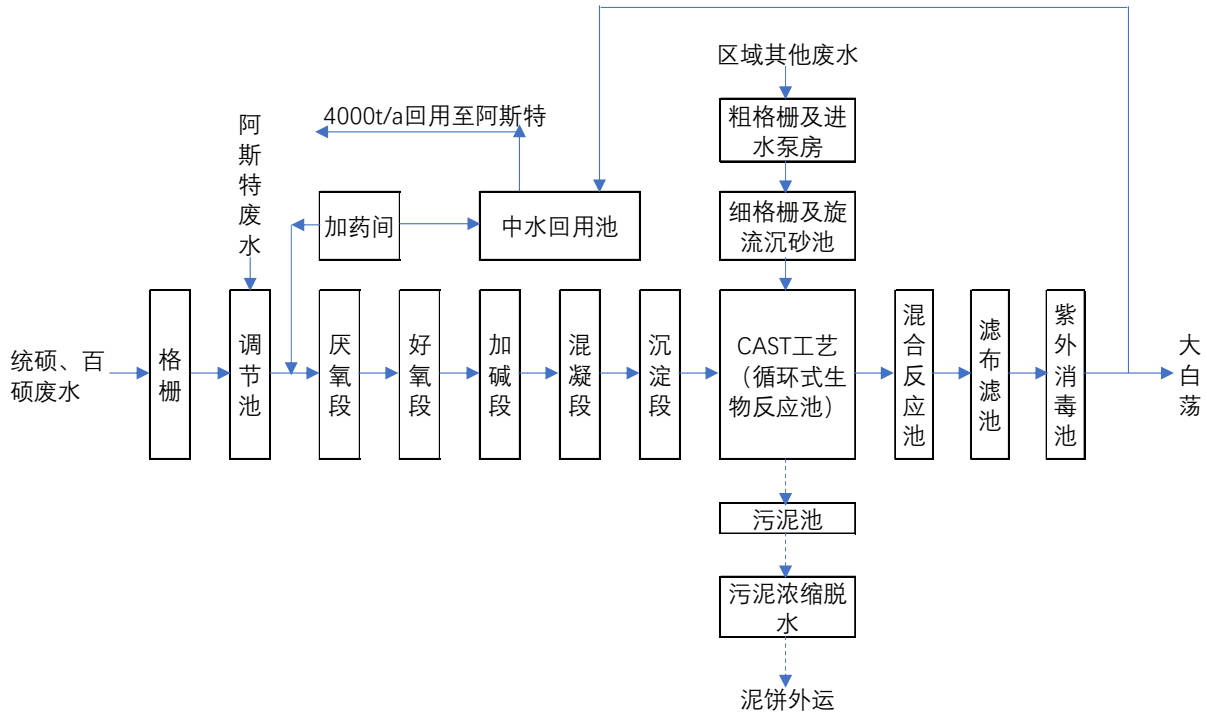 区域其他废水
4000t/a回用至阿斯特
粗格栅及进
水泵房
阿斯特废水
加药间
中水回用池
细格栅及旋
流沉砂池
统硕、百
硕废水
格栅
调节池
厌氧段
好氧段
加碱段
混凝段
沉淀段
CAST工艺
（循环式生
物反应池）
混合反应池
滤布滤池
紫外消毒池
大白荡
污泥池
污泥浓缩脱
水
泥饼外运